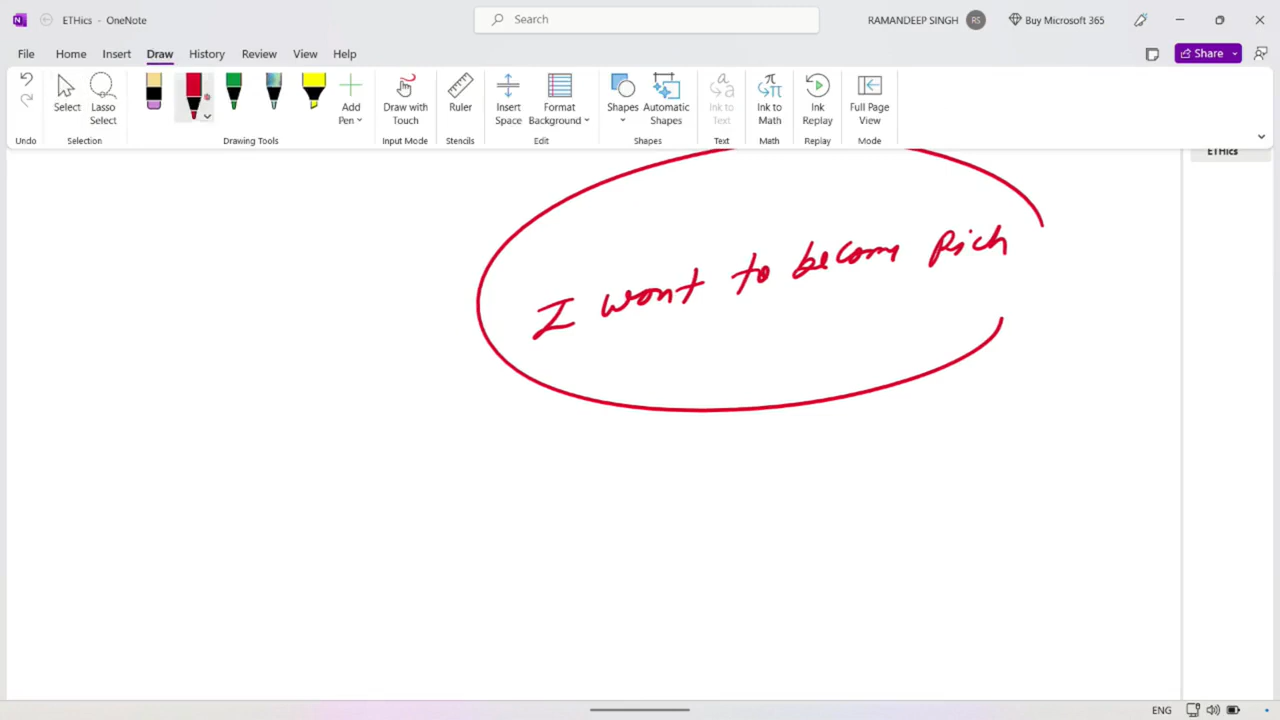 ETHics - OneNote
Search
RAMANDEEP SINGH RS
Buy Microsoft 365
File Home Insert Draw History Review View Help
Share
Undo
Select
Lasso Select
Selection
Drawing Tools
Add Pen
Draw with Touch
Input Mode
Ruler
Stencils
Insert Space
Format Background
Edit
Shapes
Automatic Shapes
Shapes
Ink to Text
Text
Ink to Math
Math
Ink Replay
Replay
Full Page View
Mode
ETHics
I want to become Rich
ENG